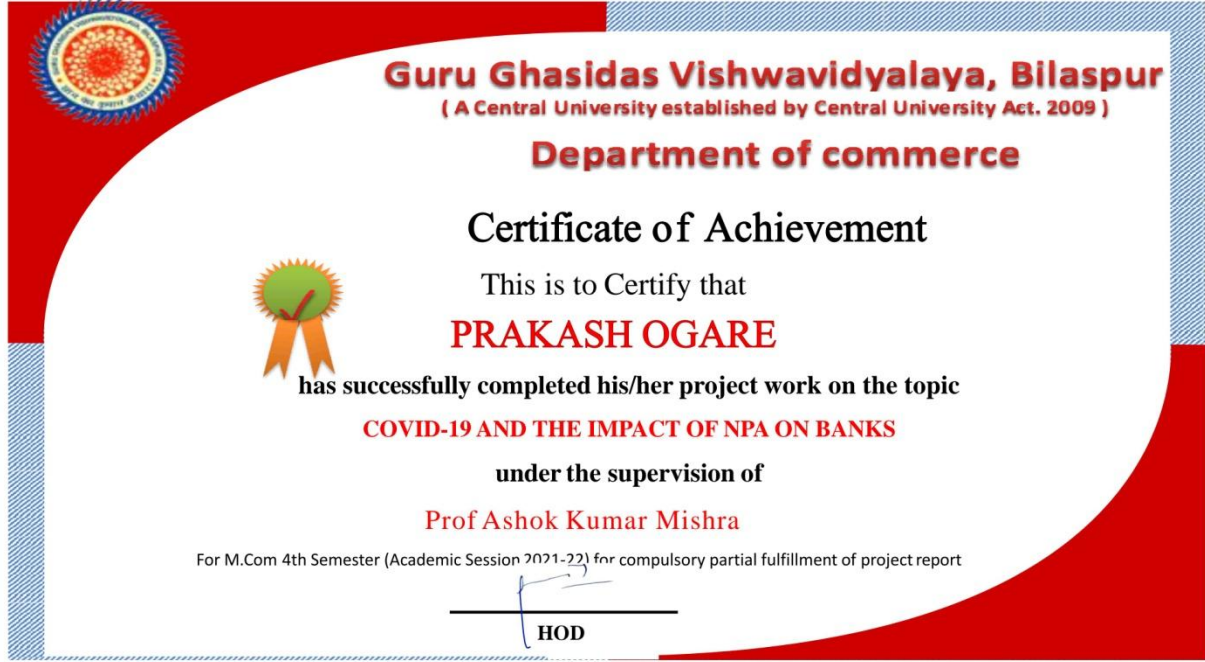 Guru Ghasidas Vishwavidyalaya, Bilaspur
( A Central University established by Central University Act. 2009 )
Department of commerce
Certificate of Achievement
This is to Certify that
PRAKASH OGARE
has successfully completed his/her project work on the topic
COVID-19 AND THE IMPACT OF NPA ON BANKS
under the supervision of
Prof Ashok Kumar Mishra
For M.Com 4th Semester (Academic Session 2021-22) for compulsory partial fulfillment of project report
HOD